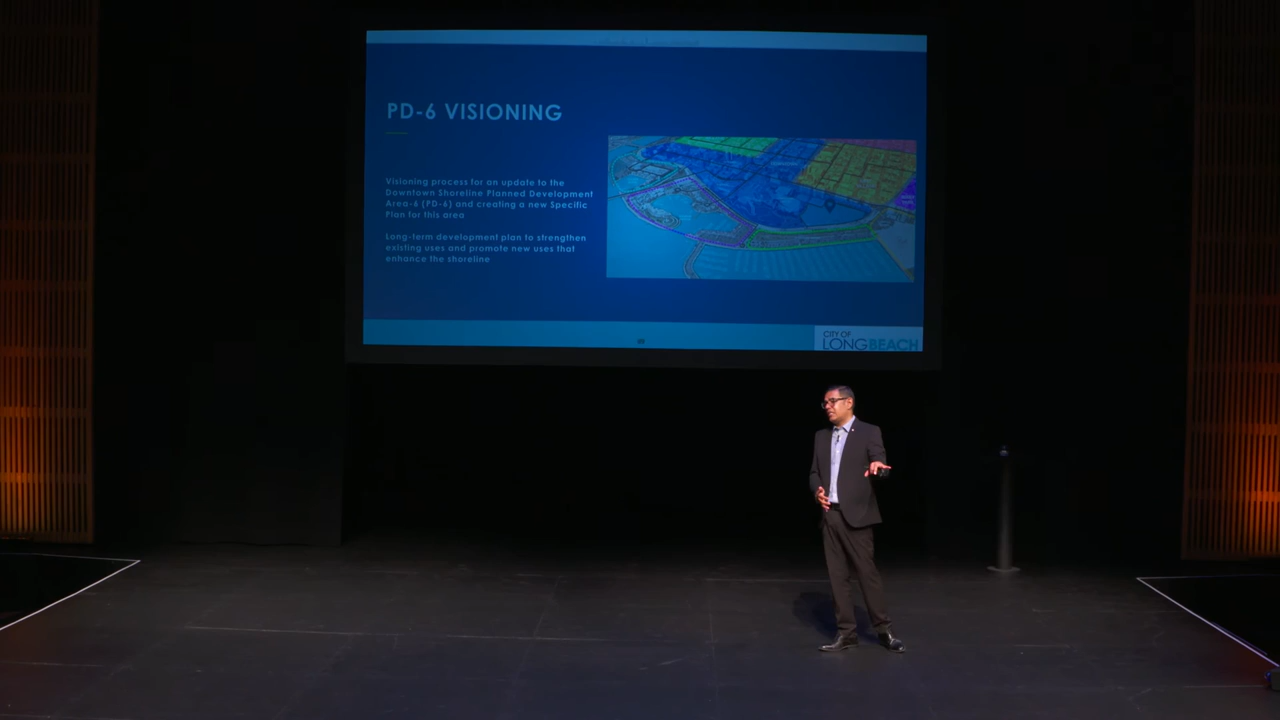 PD-6 VISIONING
Visioning process for an update to the
Downtown Shoreline Planned Development
Area-6 (PD-6) and creating a new Specific
Plan for this area
Long-term development plan to strengthen
existing uses and promote new uses that
enhance the shoreline
CITY OF
LONGBEACH